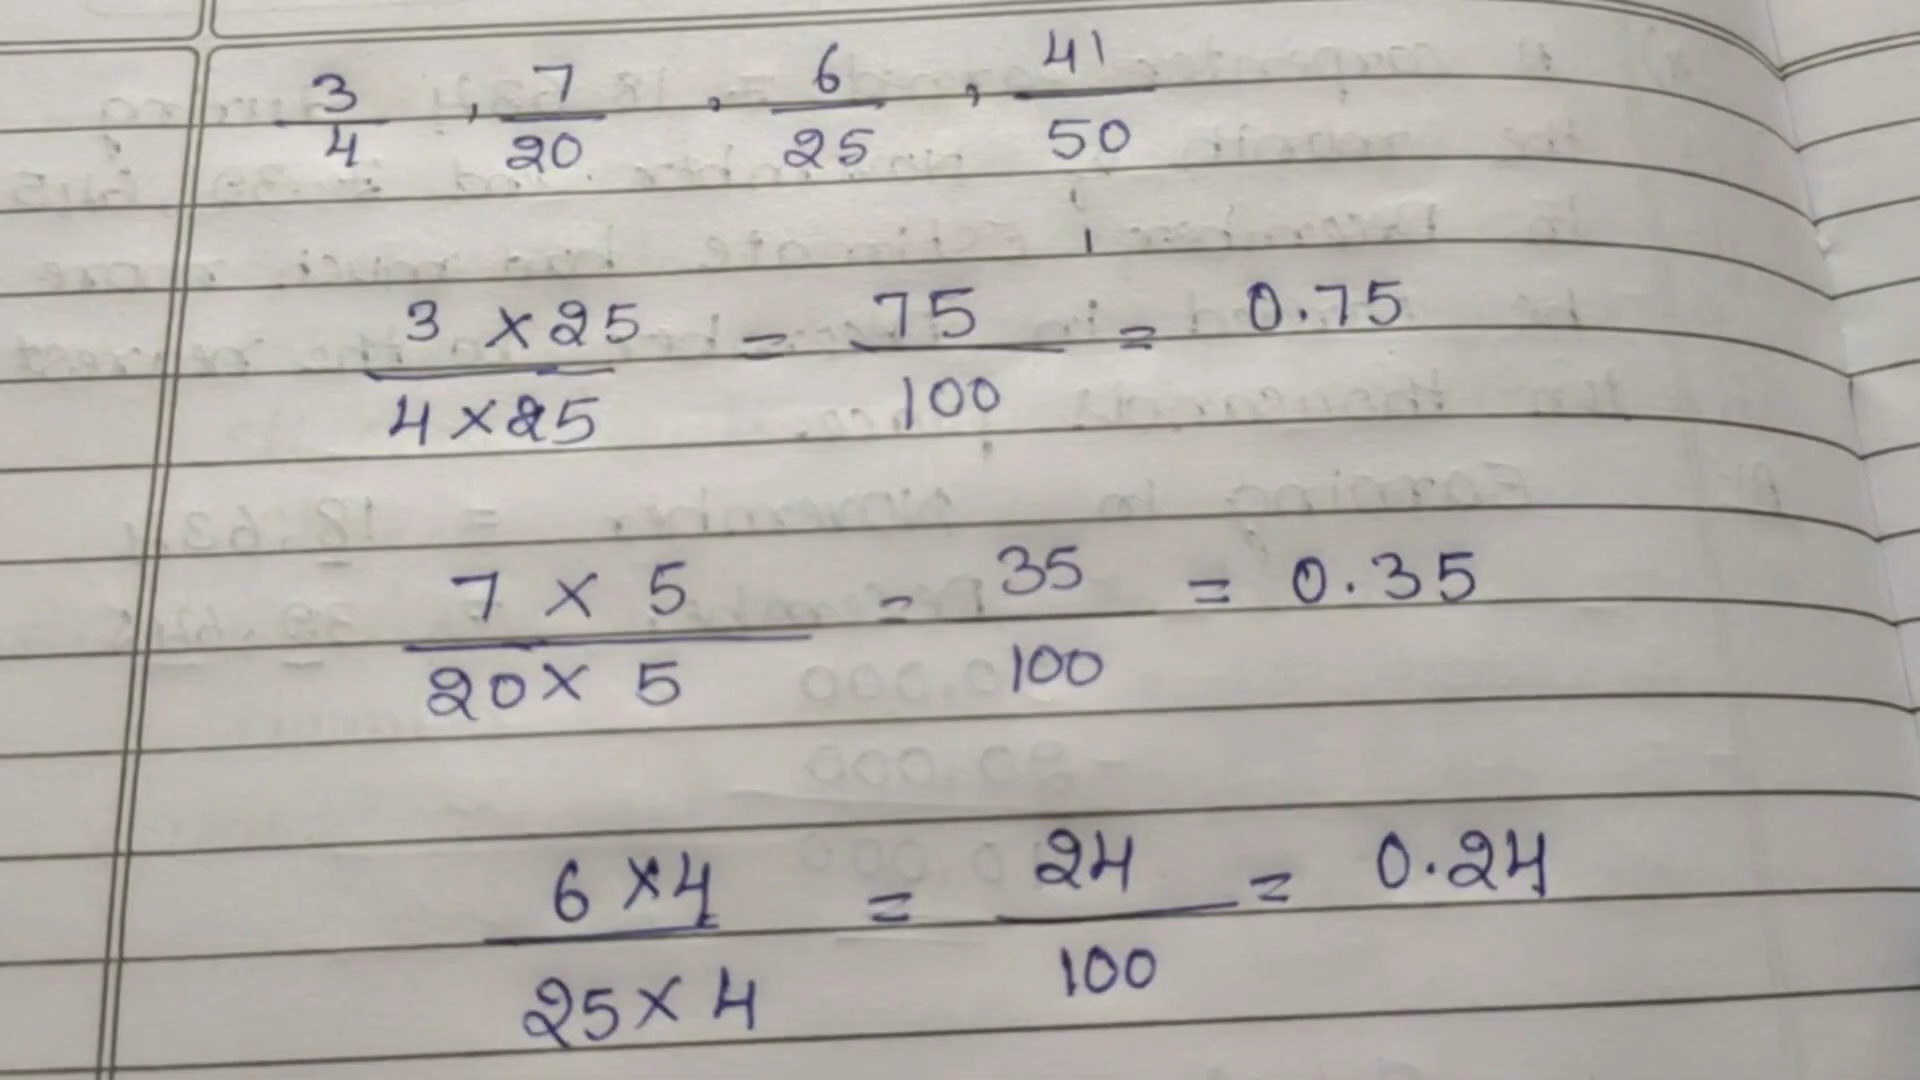 3/4 , 7/20 , 6/25 , 41/50
3 × 25 / 4 × 25 = 75/100 = 0.75
7 × 5 / 20 × 5 = 35/100 = 0.35
6 × 4 / 25 × 4 = 24/100 = 0.24